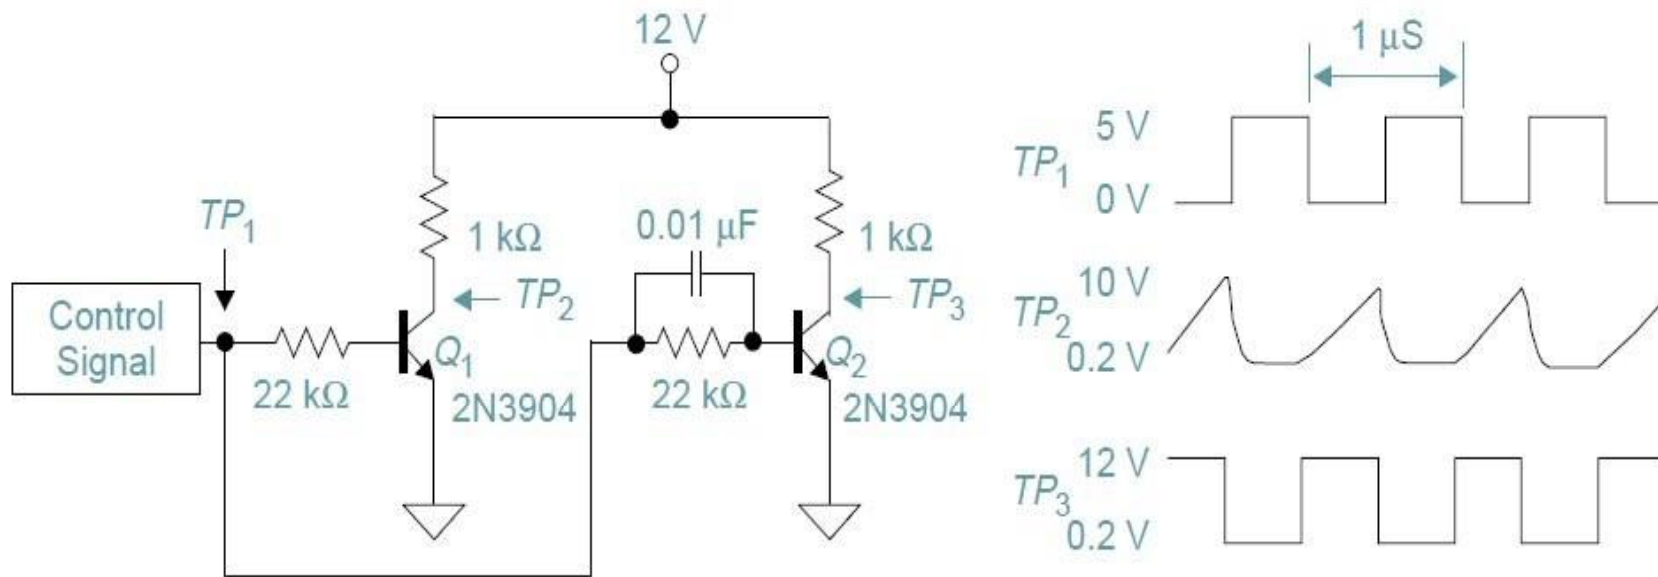 12 V
1 kΩ
1 kΩ
0.01 μF
TP1
TP2
TP3
Control
Signal
22 kΩ
Q1
2N3904
22 kΩ
Q2
2N3904
1 μS
5 V
TP1
0 V
10 V
TP2
0.2 V
12 V
TP3
0.2 V